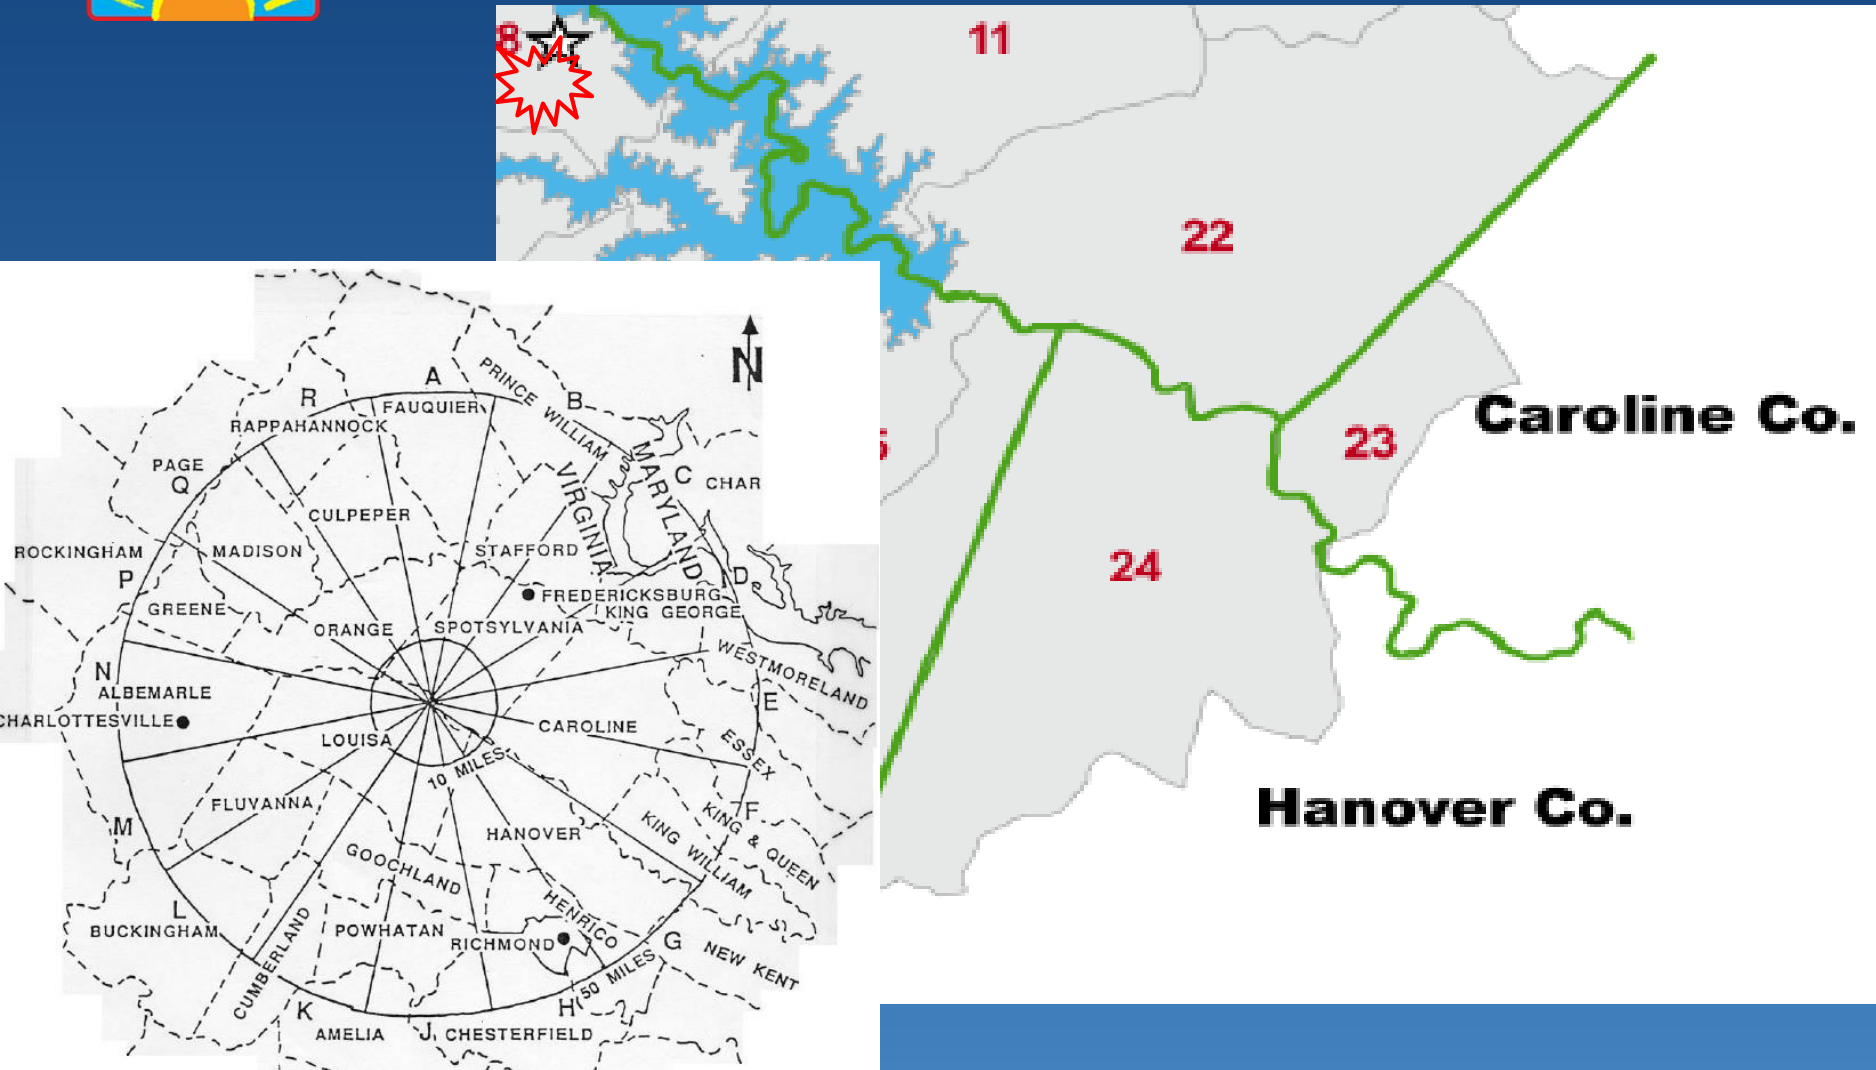 8
11
22
23
Caroline Co.
24
Hanover Co.
N
A
PRINCE WILLIAM
B
R
FAUQUIER
RAPPAHANNOCK
MARYLAND
VIRGINIA
C
CHAR
PAGE
Q
CULPEPER
ROCKINGHAM
MADISON
STAFFORD
P
D
FREDERICKSBURG
GREENE
KING GEORGE
ORANGE
SPOTSYLVANIA
WESTMORELAND
N
ALBEMARLE
E
CHARLOTTESVILLE
CAROLINE
LOUISA
ESSEX
10 MILES
FLUVANNA
F
KING & QUEEN
M
HANOVER
KING WILLIAM
GOOCHLAND
L
HENRICO
BUCKINGHAM
POWHATAN
RICHMOND
G
NEW KENT
CUMBERLAND
50 MILES
K
H
AMELIA
J
CHESTERFIELD